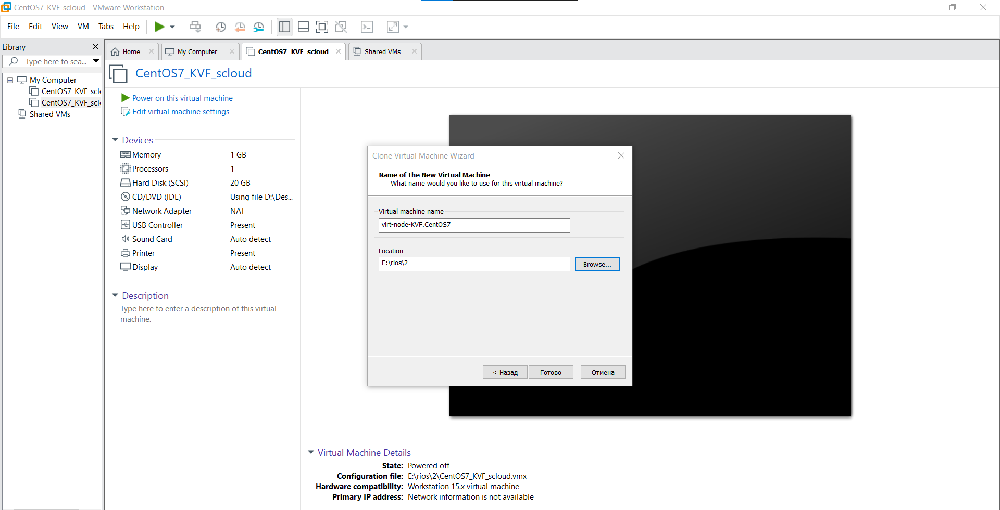 CentOS7_KVF_scloud - VMware Workstation
File Edit View VM Tabs Help
Library
Type here to sea...
My Computer
CentOS7_KVF_scl
CentOS7_KVF_scl
Shared VMs
Home
My Computer
CentOS7_KVF_scloud
Shared VMs
CentOS7_KVF_scloud
Power on this virtual machine
Edit virtual machine settings
Devices
Memory 1 GB
Processors 1
Hard Disk (SCSI) 20 GB
CD/DVD (IDE) Using file D:\Des...
Network Adapter NAT
USB Controller Present
Sound Card Auto detect
Printer Present
Display Auto detect
Description
Type here to enter a description of this virtual
machine.
Clone Virtual Machine Wizard
Name of the New Virtual Machine
What name would you like to use for this virtual machine?
Virtual machine name
virt-node-KVF.CentOS7
Location
E:\rios\2
Browse...
< Назад
Готово
Отмена
Virtual Machine Details
State: Powered off
Configuration file: E:\rios\2\CentOS7_KVF_scloud.vmx
Hardware compatibility: Workstation 15.x virtual machine
Primary IP address: Network information is not available